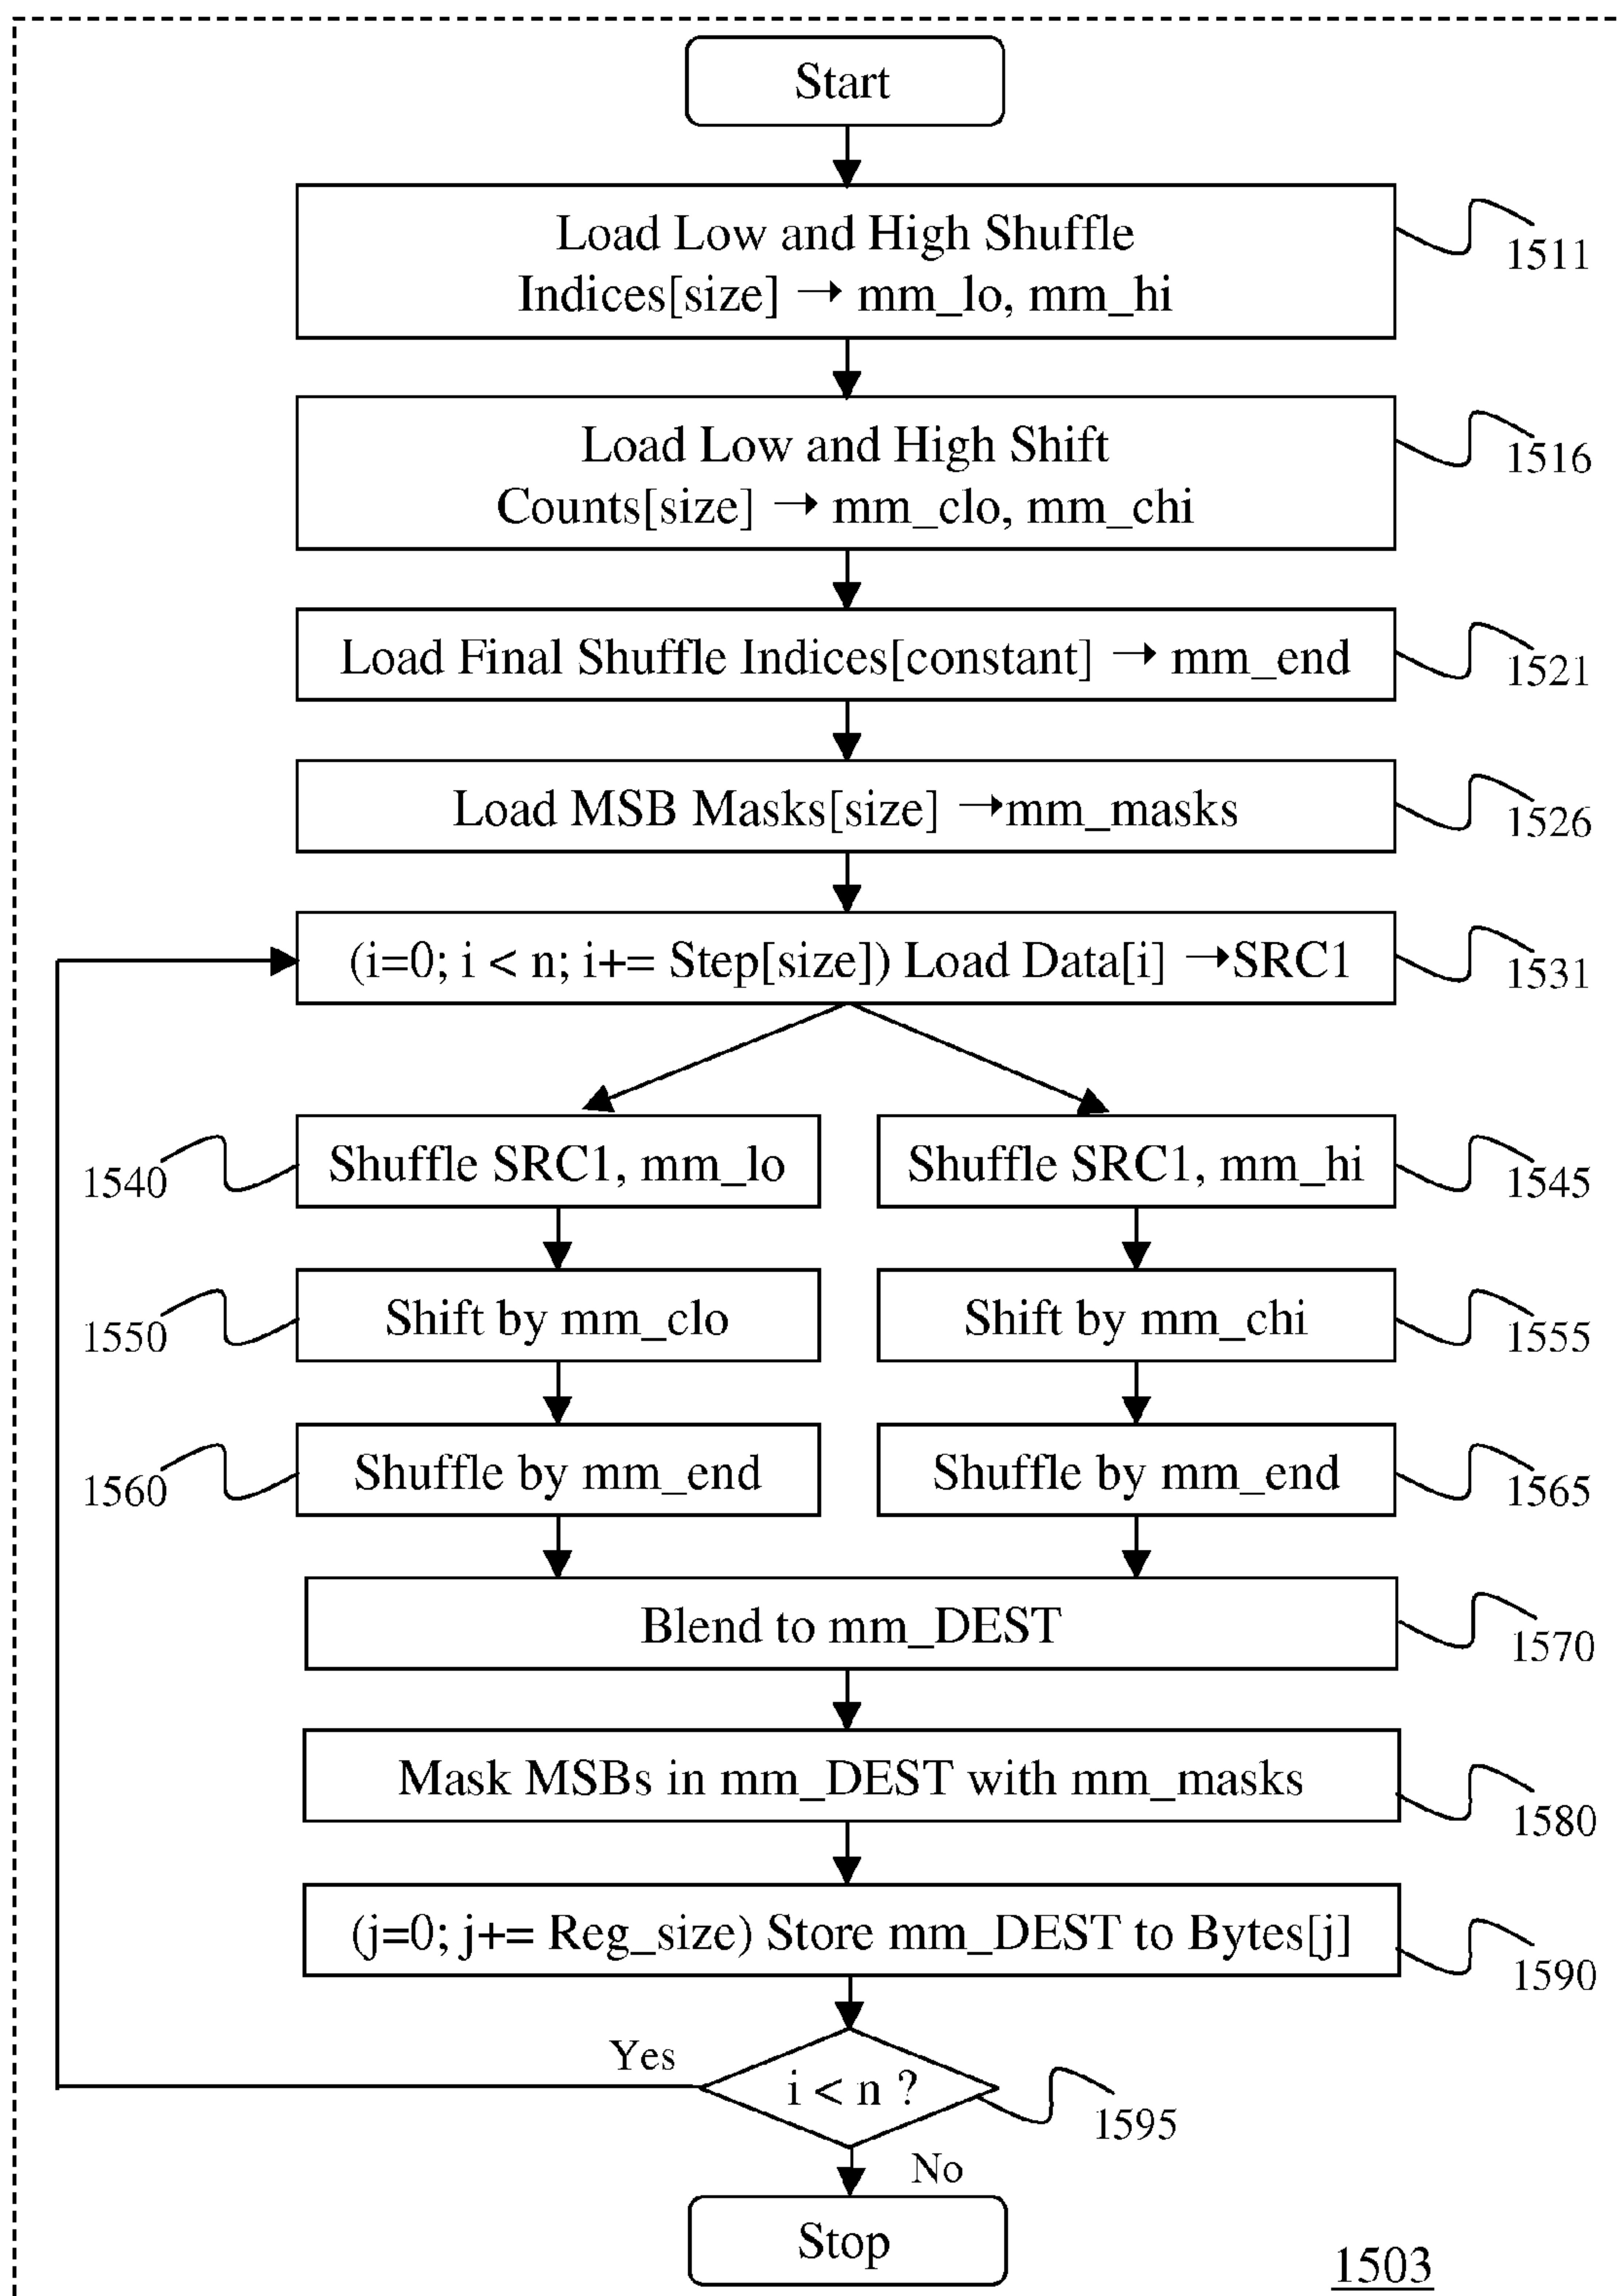 Start
Load Low and High Shuffle
Indices[size] → mm_lo, mm_hi
1511
Load Low and High Shift
Counts[size] → mm_clo, mm_chi
1516
Load Final Shuffle Indices[constant] → mm_end
1521
Load MSB Masks[size] →mm_masks
1526
(i=0; i < n; i+= Step[size]) Load Data[i] →SRC1
1531
1540
Shuffle SRC1, mm_lo
Shuffle SRC1, mm_hi
1545
1550
Shift by mm_clo
Shift by mm_chi
1555
1560
Shuffle by mm_end
Shuffle by mm_end
1565
Blend to mm_DEST
1570
Mask MSBs in mm_DEST with mm_masks
1580
(j=0; j+= Reg_size) Store mm_DEST to Bytes[j]
1590
Yes
i < n ?
1595
No
Stop
1503